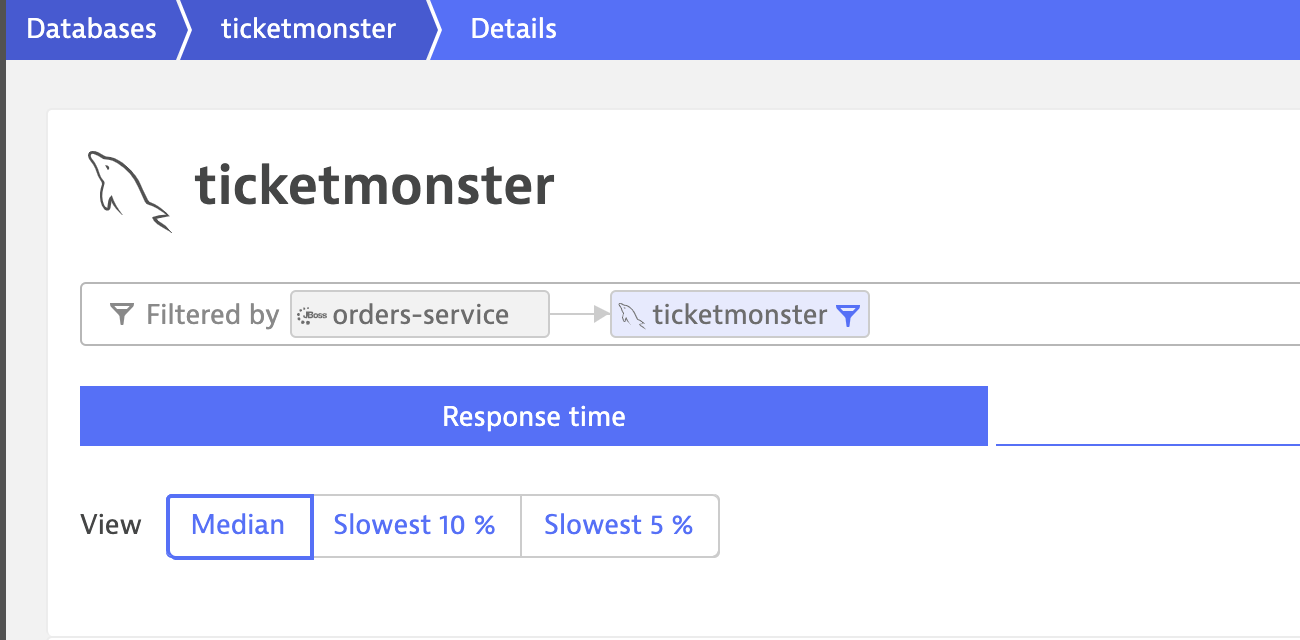 Databases ticketmonster Details
ticketmonster
Filtered by JBoss orders-service ticketmonster
Response time
View Median Slowest 10 % Slowest 5 %